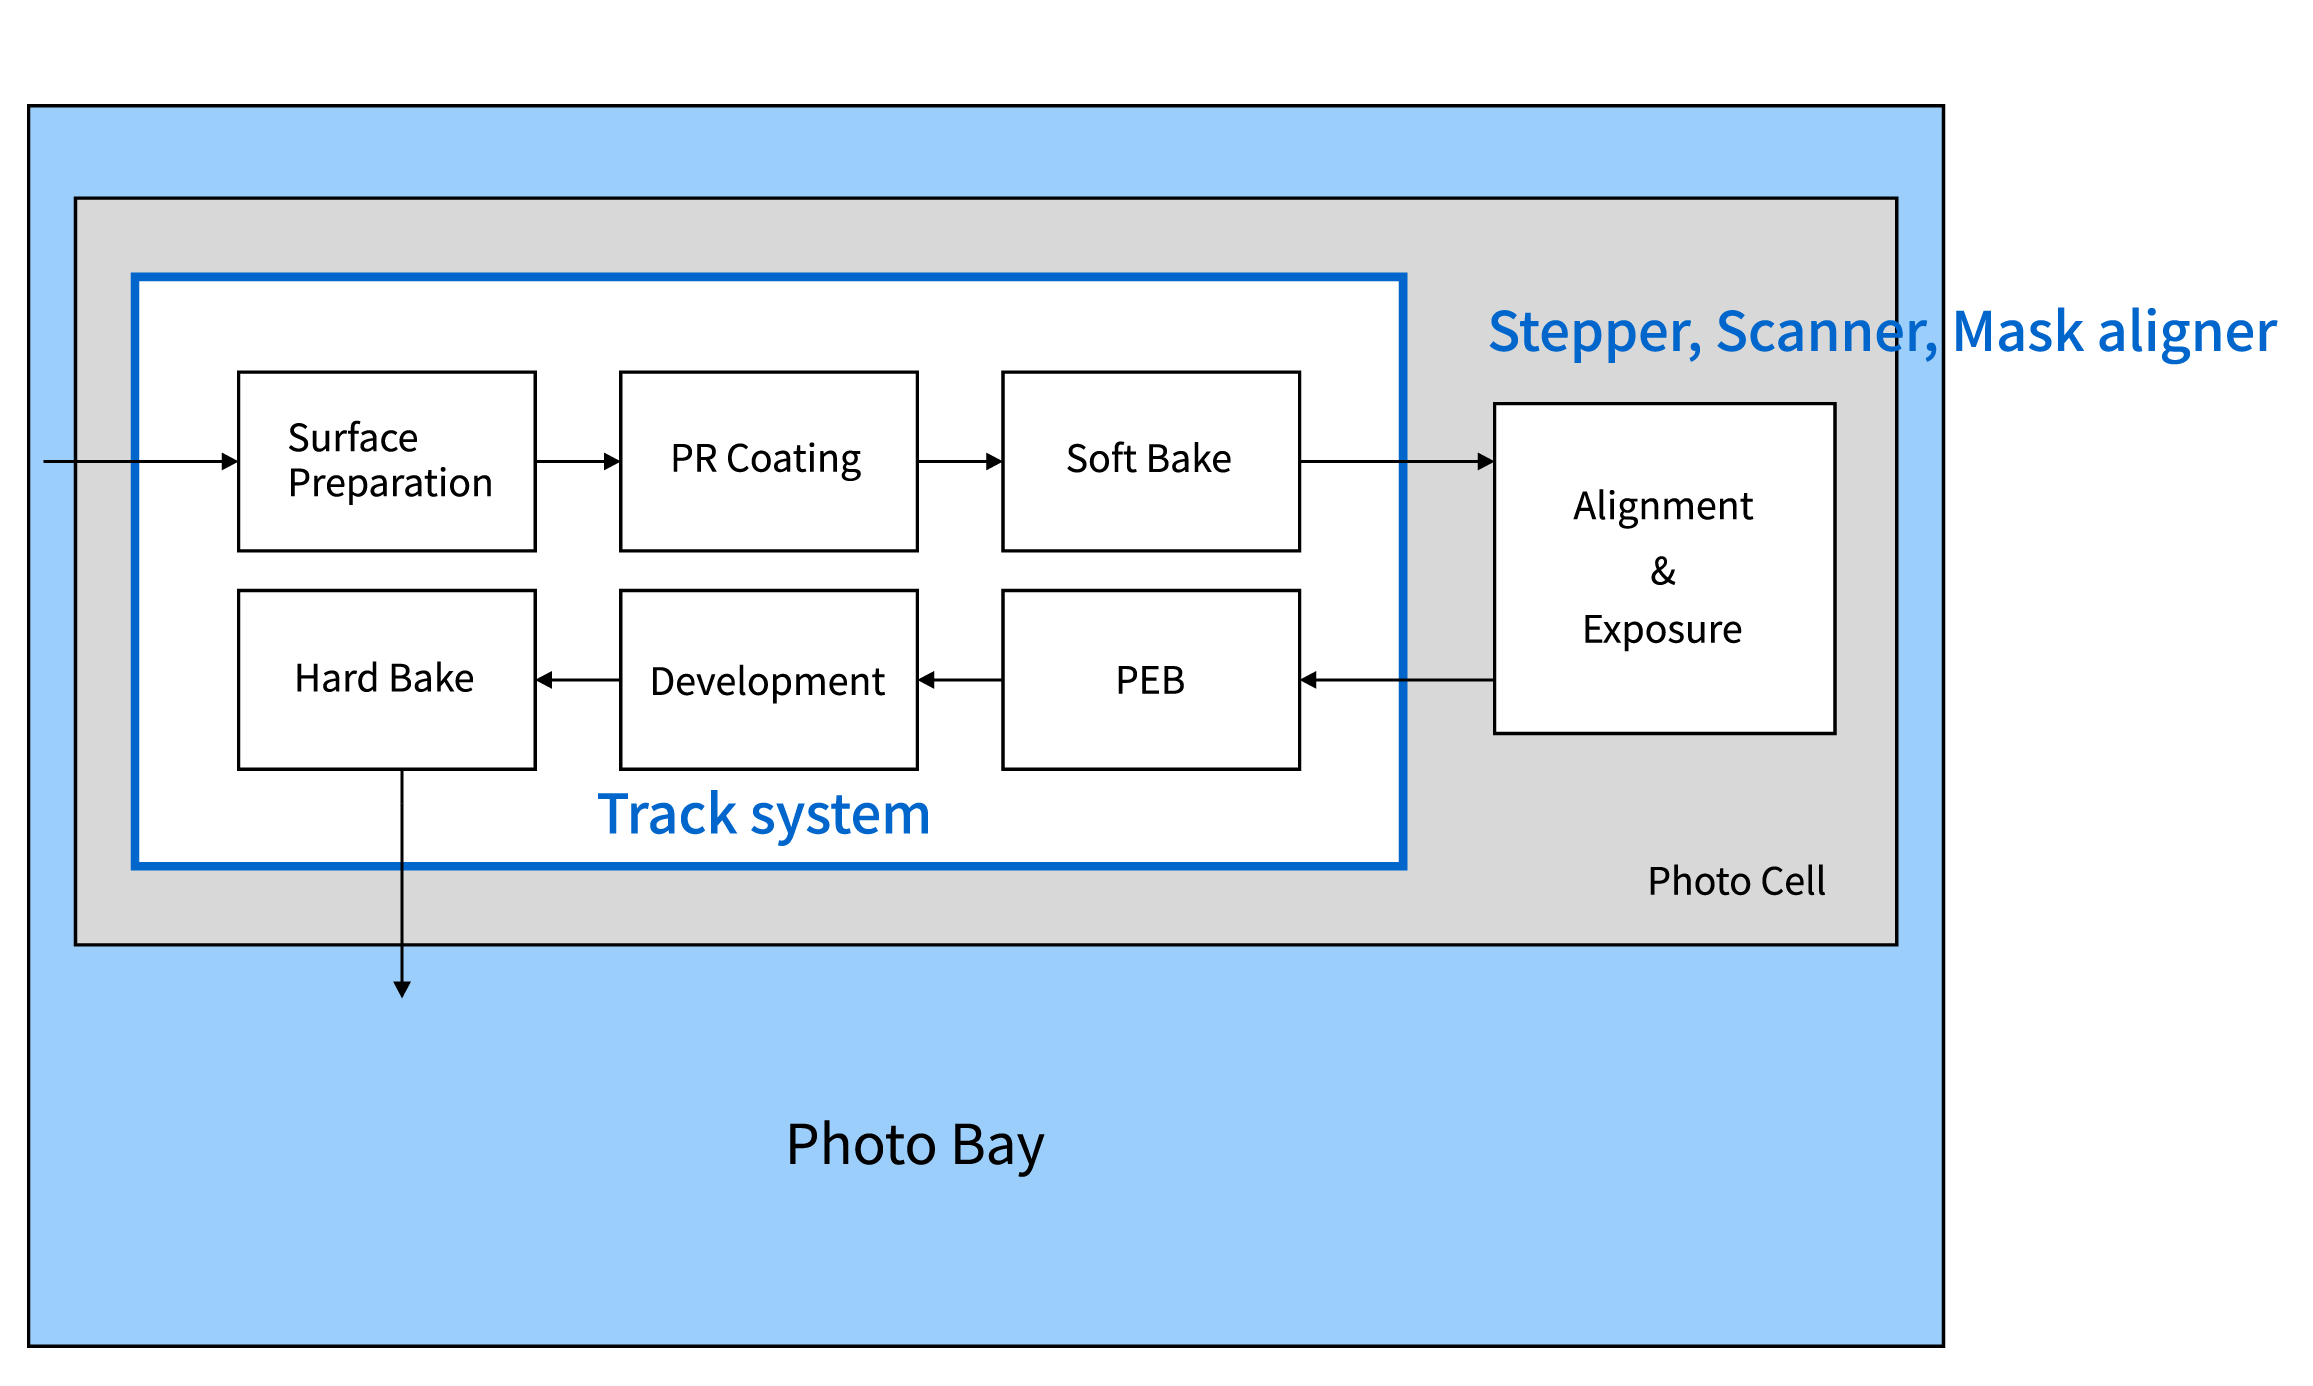 Stepper, Scanner, Mask aligner
Surface
Preparation
PR Coating
Soft Bake
Alignment
&
Exposure
Hard Bake
Development
PEB
Track system
Photo Cell
Photo Bay